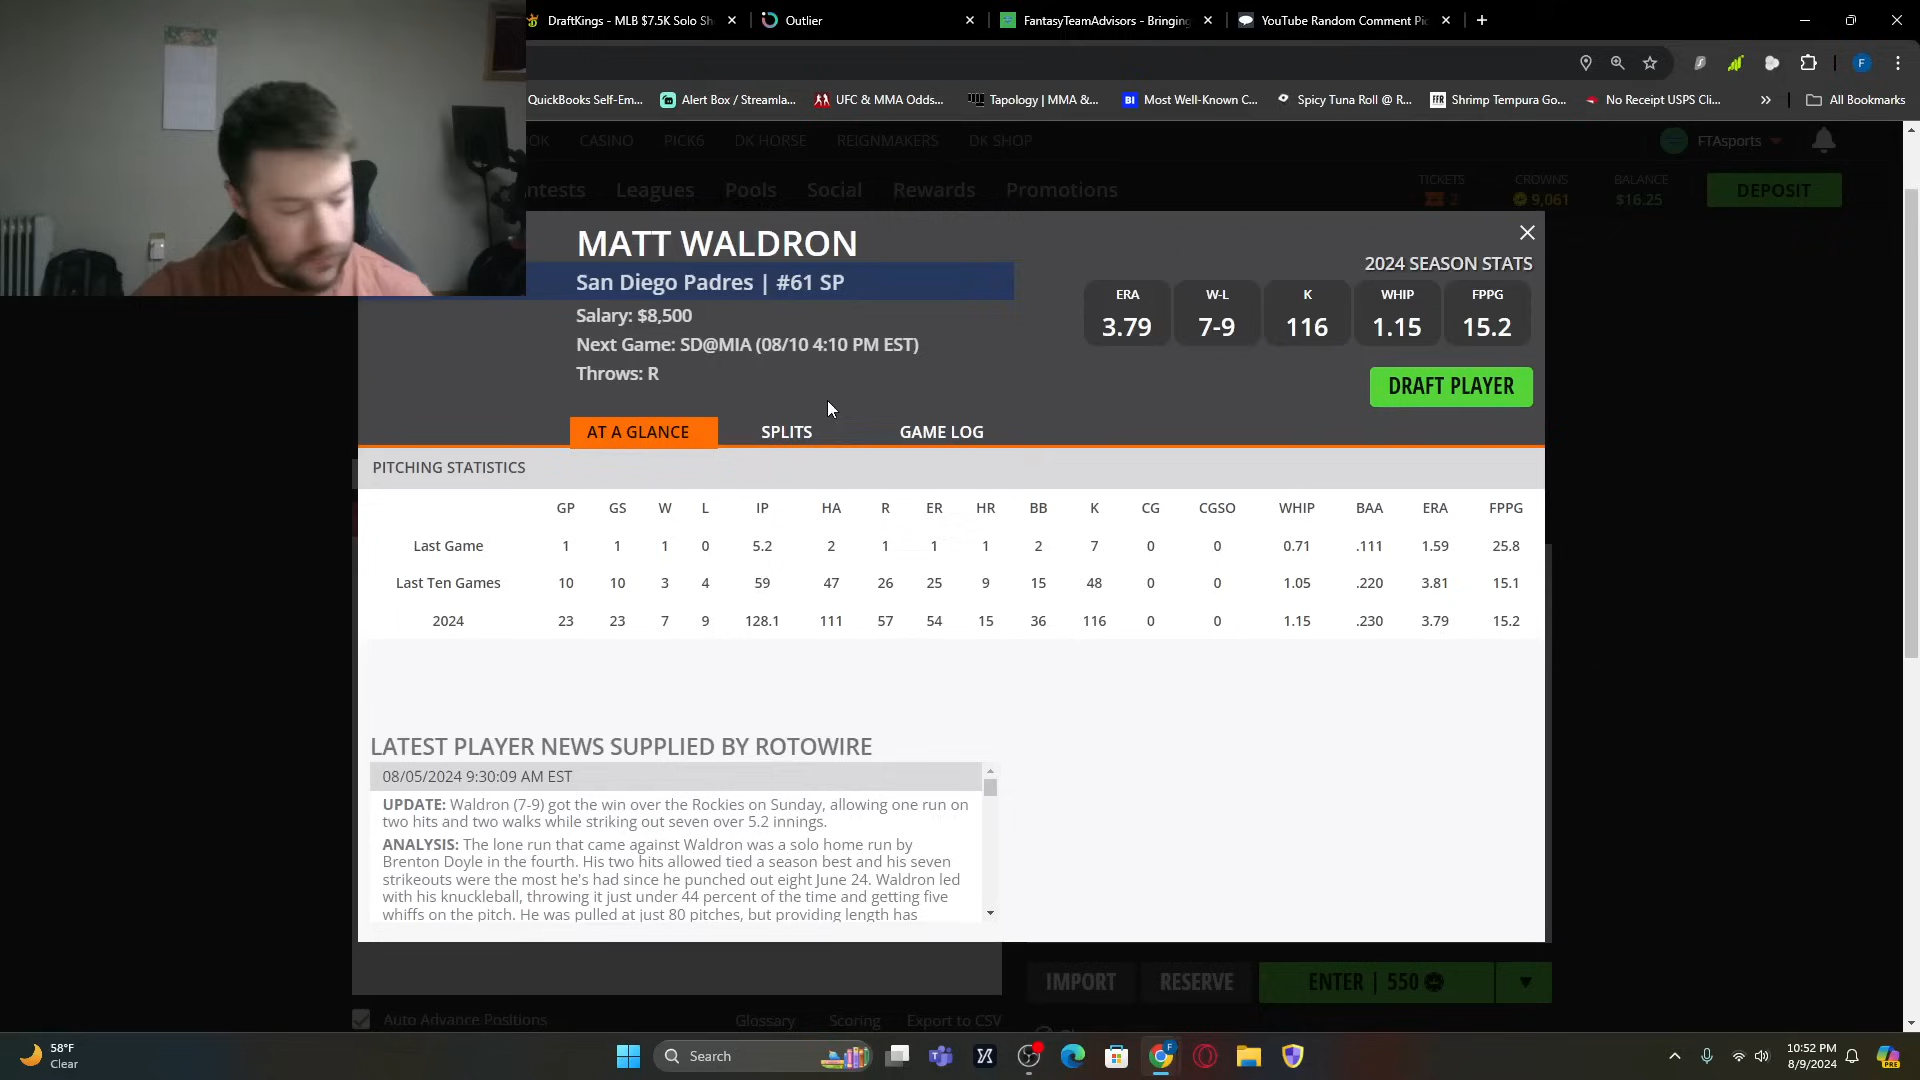 DraftKings - MLB $7.5K Solo Sh
Outlier
FantasyTeamAdvisors - Bringing
YouTube Random Comment Pic
QuickBooks Self-Em...
Alert Box / Streamla...
UFC & MMA Odds...
Tapology | MMA &...
Most Well-Known C...
Spicy Tuna Roll @ R...
Shrimp Tempura Go...
No Receipt USPS Cli...
All Bookmarks
OK CASINO PICK6 DK HORSE REIGNMAKERS DK SHOP
FTAsports
ntests Leagues Pools Social Rewards Promotions
TICKETS CROWNS BALANCE
2 9,061 $16.25
DEPOSIT
MATT WALDRON
San Diego Padres | #61 SP
Salary: $8,500
Next Game: SD@MIA (08/10 4:10 PM EST)
Throws: R
2024 SEASON STATS
ERA W-L K WHIP FPPG
3.79 7-9 116 1.15 15.2
DRAFT PLAYER
AT A GLANCE SPLITS GAME LOG
PITCHING STATISTICS
GP GS W L IP HA R ER HR BB K CG CGSO WHIP BAA ERA FPPG
Last Game 1 1 1 0 5.2 2 1 1 1 2 7 0 0 0.71 .111 1.59 25.8
Last Ten Games 10 10 3 4 59 47 26 25 9 15 48 0 0 1.05 .220 3.81 15.1
2024 23 23 7 9 128.1 111 57 54 15 36 116 0 0 1.15 .230 3.79 15.2
LATEST PLAYER NEWS SUPPLIED BY ROTOWIRE
08/05/2024 9:30:09 AM EST
UPDATE: Waldron (7-9) got the win over the Rockies on Sunday, allowing one run on
two hits and two walks while striking out seven over 5.2 innings.
ANALYSIS: The lone run that came against Waldron was a solo home run by
Brenton Doyle in the fourth. His two hits allowed tied a season best and his seven
strikeouts were the most he's had since he punched out eight June 24. Waldron led
with his knuckleball, throwing it just under 44 percent of the time and getting five
whiffs on the pitch. He was pulled at just 80 pitches, but providing length has
IMPORT RESERVE ENTER | 550
Auto Advance Positions
Glossary Scoring Export to CSV
58°F
Clear
Search
10:52 PM
8/9/2024